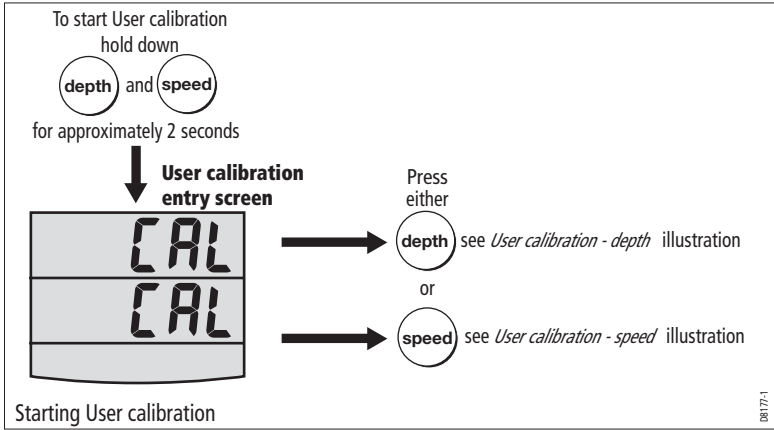 To start User calibration
hold down
depth and speed
for approximately 2 seconds
User calibration
entry screen
CAL
CAL
Press
either
depth see User calibration - depth illustration
or
speed see User calibration - speed illustration
Starting User calibration
D8177-1